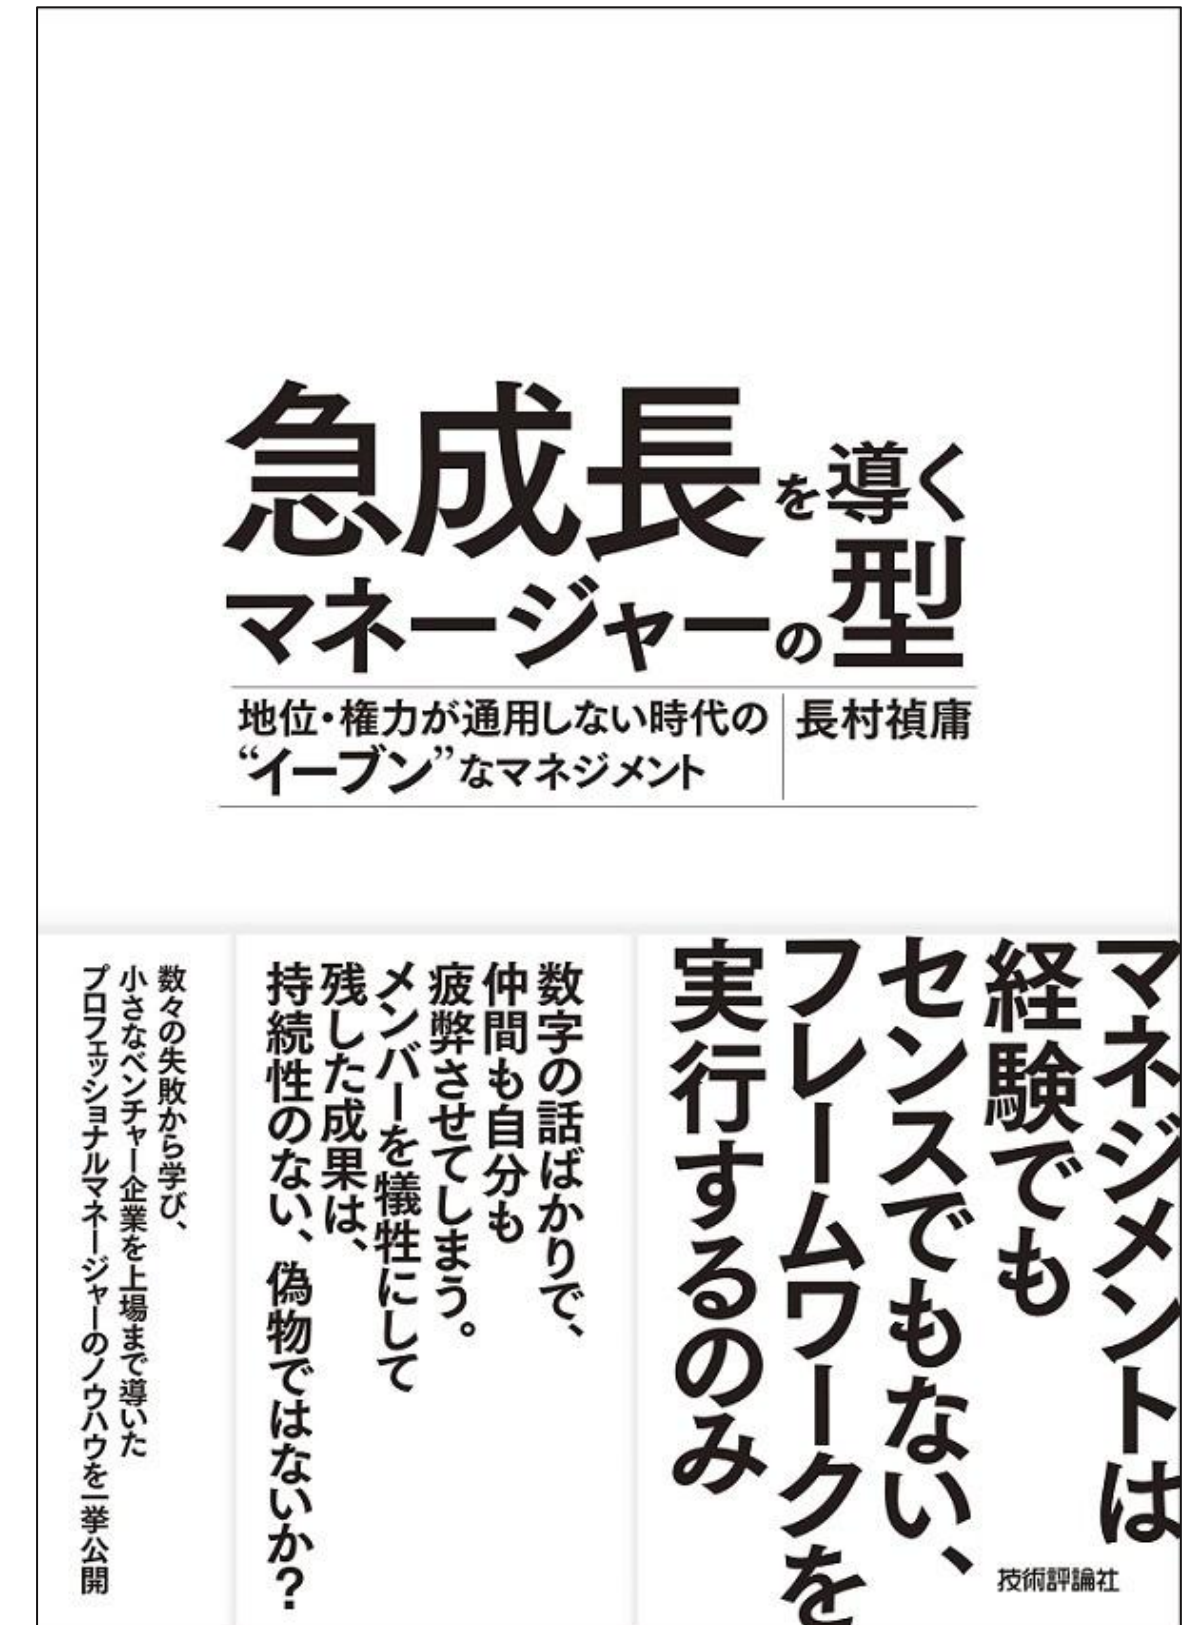 急成長を導く
マネージャーの型
地位・権力が通用しない時代の
“イーブン”なマネジメント
長村禎庸
マネジメントは
経験でも
センスでもない、
フレームワークを
実行するのみ
数字の話ばかりで、
仲間も自分も
疲弊させてしまう。
メンバーを犠牲にして
残した成果は、
持続性のない、偽物ではないか？
数々の失敗から学び、
小さなベンチャー企業を上場まで導いた
プロフェッショナルマネージャーのノウハウを一挙公開
技術評論社